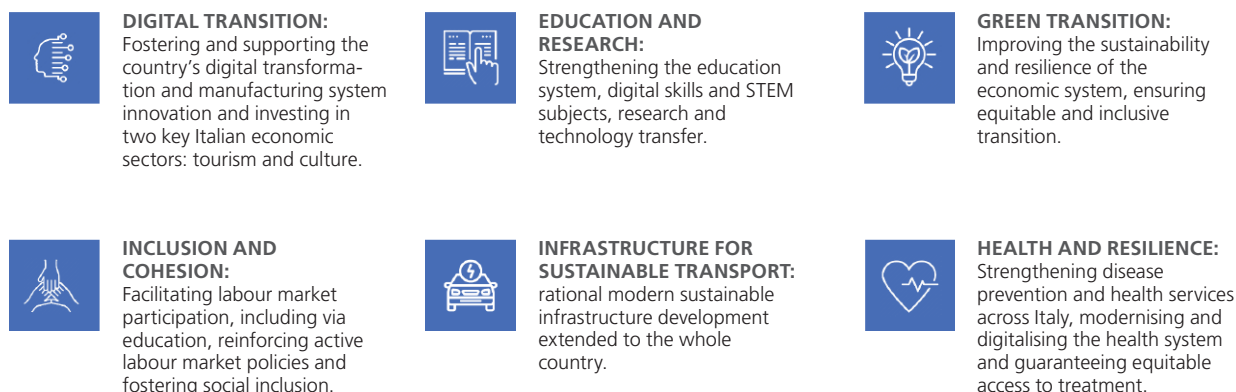 DIGITAL TRANSITION:
Fostering and supporting the
country's digital transforma-
tion and manufacturing system
innovation and investing in
two key Italian economic
sectors: tourism and culture.
EDUCATION AND
RESEARCH:
Strengthening the education
system, digital skills and STEM
subjects, research and
technology transfer.
GREEN TRANSITION:
Improving the sustainability
and resilience of the
economic system, ensuring
equitable and inclusive
transition.
INCLUSION AND
COHESION:
Facilitating labour market
participation, including via
education, reinforcing active
labour market policies and
fostering social inclusion.
INFRASTRUCTURE FOR
SUSTAINABLE TRANSPORT:
rational modern sustainable
infrastructure development
extended to the whole
country.
HEALTH AND RESILIENCE:
Strengthening disease
prevention and health services
across Italy, modernising and
digitalising the health system
and guaranteeing equitable
access to treatment.